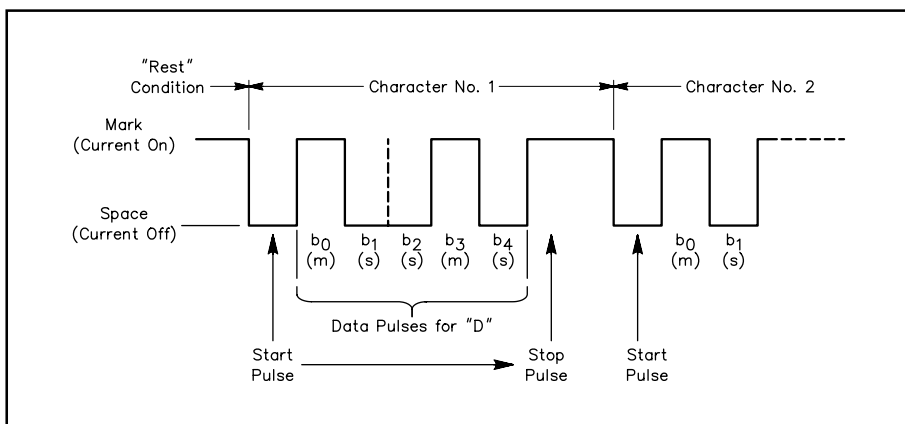 "Rest"
Condition
Character No. 1
Character No. 2
Mark
(Current On)
Space
(Current Off)
b0 b1 b2 b3 b4 b0 b1
(m) (s) (s) (m) (s) (m) (s)
Data Pulses for "D"
Start
Pulse
Stop
Pulse
Start
Pulse